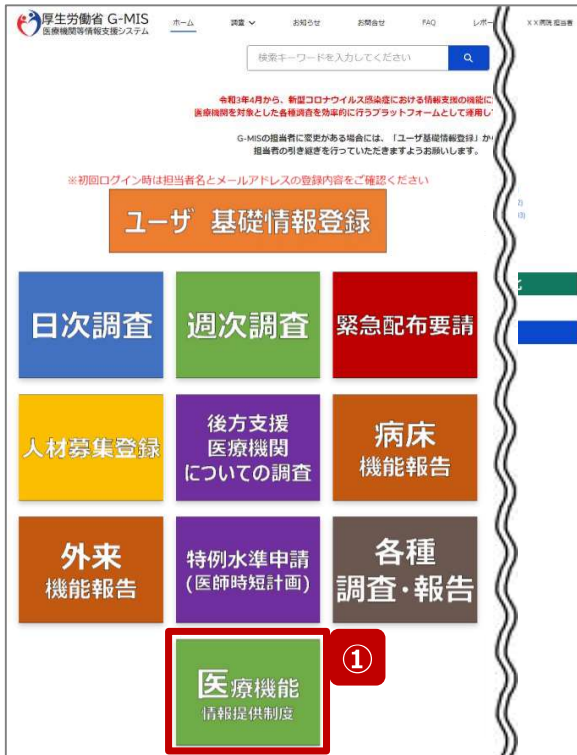 厚生労働省 G-MIS
医療機関等情報支援システム
ホーム 調査 お知らせ お問合せ FAQ レポー
XX病院 担当者
検索キーワードを入力してください
令和3年4月から、新型コロナウイルス感染症における情報支援の機能に
医療機関を対象とした各種調査を効率的に行うプラットフォームとして運用し
G-MISの担当者に変更がある場合には、「ユーザ基礎情報登録」か
担当者の引き継ぎを行っていただきますようお願いします。
※初回ログイン時は担当者名とメールアドレスの登録内容をご確認ください
ユーザ 基礎情報登録
日次調査
週次調査
緊急配布要請
人材募集登録
後方支援
医療機関
についての調査
病床
機能報告
外来
機能報告
特例水準申請
(医師時短計画)
各種
調査・報告
①
医療機能
情報提供制度